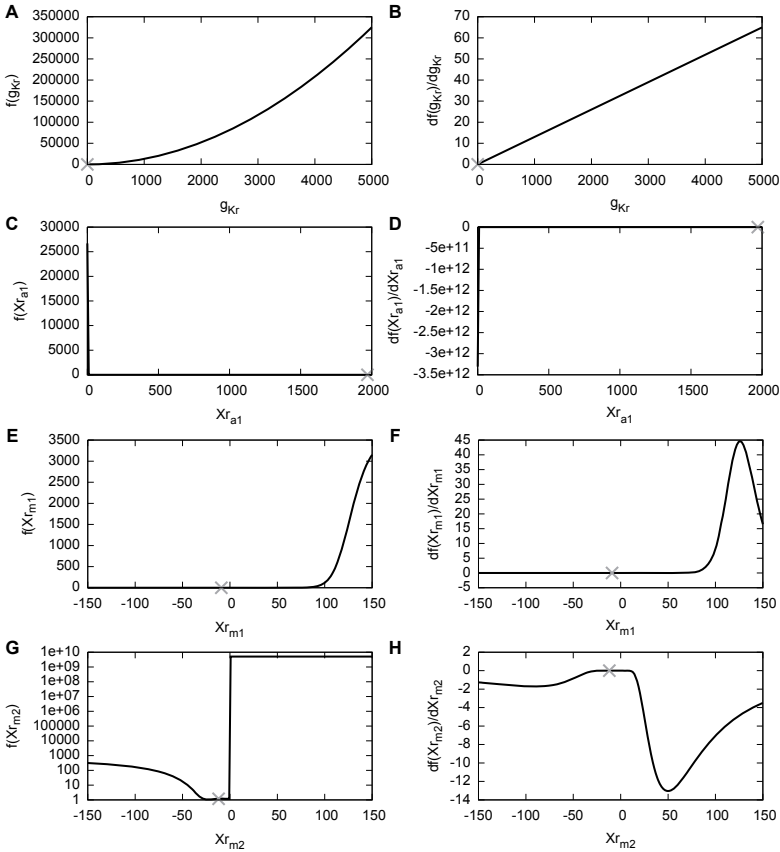 A
350000
300000
250000
200000
150000
100000
50000
0
f(gKr)
0 1000 2000 3000 4000 5000
gKr
B
70
60
50
40
30
20
10
0
df(gKr)/dgKr
0 1000 2000 3000 4000 5000
gKr
C
30000
25000
20000
15000
10000
5000
0
f(Xra1)
0 500 1000 1500 2000
Xra1
D
0
-5e+11
-1e+12
-1.5e+12
-2e+12
-2.5e+12
-3e+12
-3.5e+12
df(Xra1)/dXra1
0 500 1000 1500 2000
Xra1
E
3500
3000
2500
2000
1500
1000
500
0
f(Xrm1)
-150 -100 -50 0 50 100 150
Xrm1
F
45
40
35
30
25
20
15
10
5
0
-5
df(Xrm1)/dXrm1
-150 -100 -50 0 50 100 150
Xrm1
G
1e+10
1e+09
1e+08
1e+07
1e+06
100000
10000
1000
100
10
1
f(Xrm2)
-150 -100 -50 0 50 100 150
Xrm2
H
2
0
-2
-4
-6
-8
-10
-12
-14
df(Xrm2)/dXrm2
-150 -100 -50 0 50 100 150
Xrm2